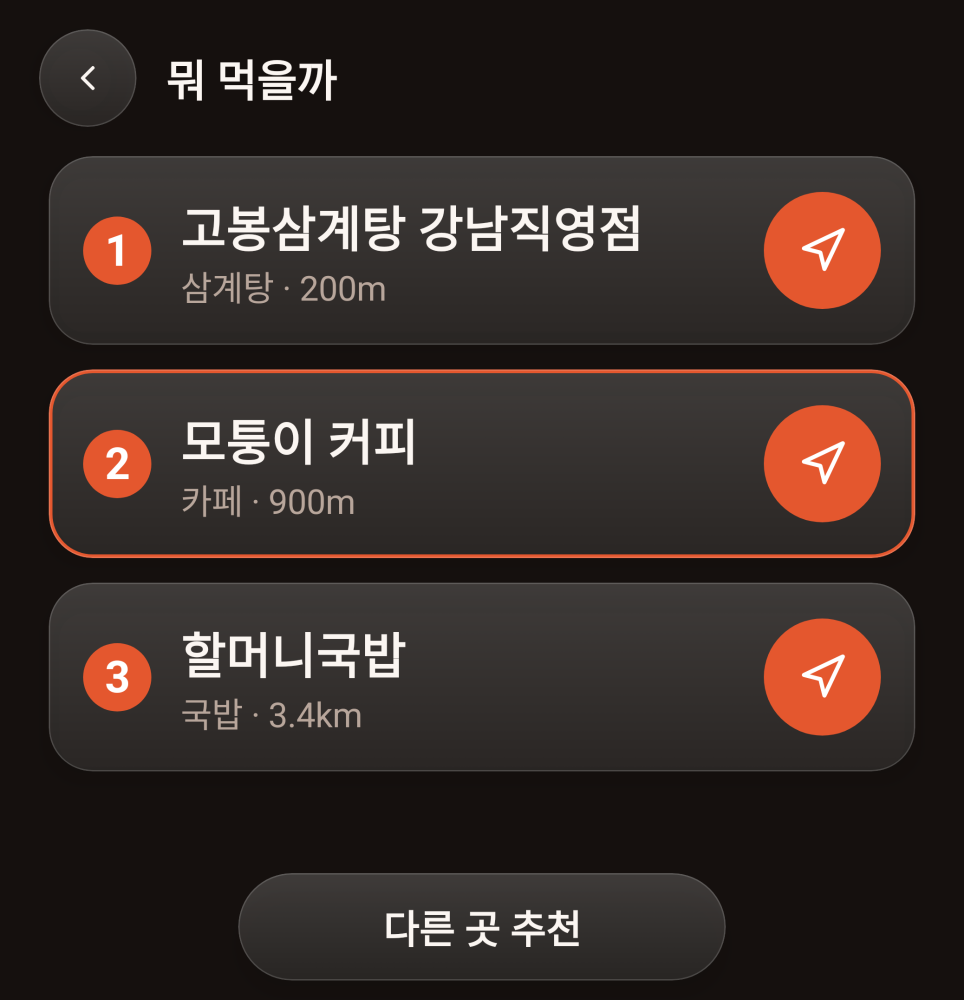 뭐 먹을까
1
고봉삼계탕 강남직영점
삼계탕 · 200m
2
모퉁이 커피
카페 · 900m
3
할머니국밥
국밥 · 3.4km
다른 곳 추천